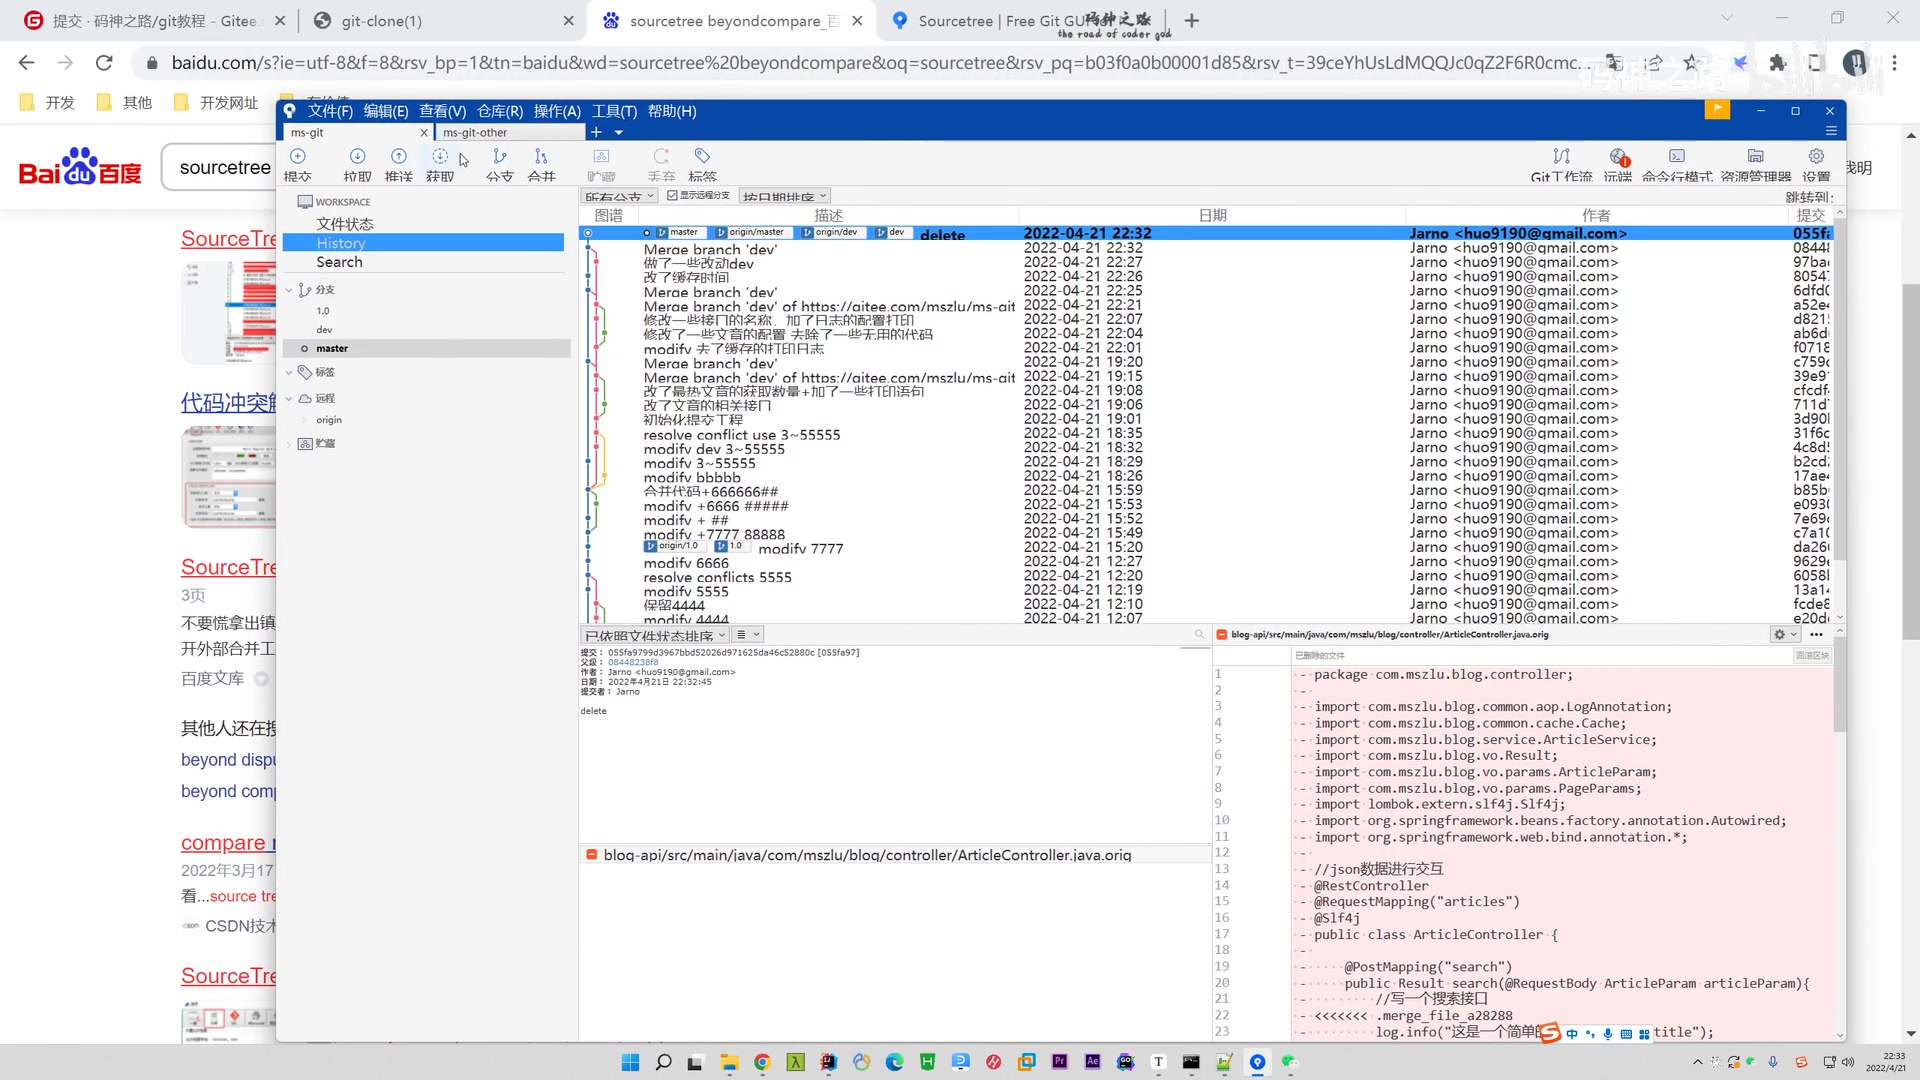 提交 · 码神之路/git教程 - Gitee.
git-clone(1)
sourcetree beyondcompare_百
Sourcetree | Free Git GUI
码神之路
the road of coder god
baidu.com/s?ie=utf-8&f=8&rsv_bp=1&tn=baidu&wd=sourcetree%20beyondcompare&oq=sourcetree&rsv_pq=b03f0a0b00001d85&rsv_t=39ceYhUsLdMQQJc0qZ2F6R0cmc...
码神之路
开发
其他
开发网址
文件(F) 编辑(E) 查看(V) 仓库(R) 操作(A) 工具(T) 帮助(H)
ms-git
ms-git-other
Bai du 百度
sourcetree
提交
拉取
推送
获取
分支
合并
贮藏
丢弃
标签
Git工作流
远端
命令行模式
资源管理器
设置
WORKSPACE
文件状态
History
Search
分支
1.0
dev
master
标签
远程
origin
贮藏
所有分支
显示远程分支
按日期排序
跳转到:
图谱 描述 日期 作者 提交
master origin/master origin/dev dev delete 2022-04-21 22:32 Jarno <huo9190@gmail.com> 055fa
Merge branch 'dev' 2022-04-21 22:32 Jarno <huo9190@gmail.com> 08448
做了一些改动dev 2022-04-21 22:27 Jarno <huo9190@gmail.com> 97ba
改了缓存时间 2022-04-21 22:26 Jarno <huo9190@gmail.com> 80547
Merge branch 'dev' 2022-04-21 22:25 Jarno <huo9190@gmail.com> 6dfd0
Merge branch 'dev' of https://gitee.com/mszlu/ms-git 2022-04-21 22:21 Jarno <huo9190@gmail.com> a52e4
修改一些接口的名称，加了日志的配置打印 2022-04-21 22:07 Jarno <huo9190@gmail.com> d821
修改了一些文章的配置 去除了一些无用的代码 2022-04-21 22:04 Jarno <huo9190@gmail.com> ab6d
modify 去了缓存的打印日志 2022-04-21 22:01 Jarno <huo9190@gmail.com> f0718
Merge branch 'dev' 2022-04-21 19:20 Jarno <huo9190@gmail.com> c759
Merge branch 'dev' of https://gitee.com/mszlu/ms-git 2022-04-21 19:15 Jarno <huo9190@gmail.com> 39e9
改了最热文章的获取数量+加了一些打印语句 2022-04-21 19:08 Jarno <huo9190@gmail.com> cfcdf
改了文章的相关接口 2022-04-21 19:06 Jarno <huo9190@gmail.com> 711d
初始化提交工程 2022-04-21 19:01 Jarno <huo9190@gmail.com> 3d90
resolve conflict use 3~55555 2022-04-21 18:35 Jarno <huo9190@gmail.com> 31f6
modify dev 3~55555 2022-04-21 18:32 Jarno <huo9190@gmail.com> 4c8d
modify 3~55555 2022-04-21 18:29 Jarno <huo9190@gmail.com> b2cd
modify bbbbb 2022-04-21 18:26 Jarno <huo9190@gmail.com> 17ae
合并代码+666666## 2022-04-21 15:59 Jarno <huo9190@gmail.com> b85b
modify +6666 ##### 2022-04-21 15:53 Jarno <huo9190@gmail.com> e093
modify + ## 2022-04-21 15:52 Jarno <huo9190@gmail.com> 7e69
modify +7777 88888 2022-04-21 15:49 Jarno <huo9190@gmail.com> c7a1
origin/1.0 1.0 modify 7777 2022-04-21 15:20 Jarno <huo9190@gmail.com> da26
modify 6666 2022-04-21 12:27 Jarno <huo9190@gmail.com> 9629
resolve conflicts 5555 2022-04-21 12:20 Jarno <huo9190@gmail.com> 6058
modify 5555 2022-04-21 12:19 Jarno <huo9190@gmail.com> 13a1
保留4444 2022-04-21 12:10 Jarno <huo9190@gmail.com> fcde8
modify 4444 2022-04-21 12:07 Jarno <huo9190@gmail.com> e20d
已依照文件状态排序
提交： 055fa9799d3967bbd52026d971625da46c52880c [055fa97]
父级： 08448238f8
作者： Jarno <huo9190@gmail.com>
日期： 2022年4月21日 22:32:45
提交者： Jarno
delete
blog-api/src/main/java/com/mszlu/blog/controller/ArticleController.java.orig
blog-api/src/main/java/com/mszlu/blog/controller/ArticleController.java.orig
已删除的文件
回滚区块
1 - package com.mszlu.blog.controller;
2 -
3 - import com.mszlu.blog.common.aop.LogAnnotation;
4 - import com.mszlu.blog.common.cache.Cache;
5 - import com.mszlu.blog.service.ArticleService;
6 - import com.mszlu.blog.vo.Result;
7 - import com.mszlu.blog.vo.params.ArticleParam;
8 - import com.mszlu.blog.vo.params.PageParams;
9 - import lombok.extern.slf4j.Slf4j;
10 - import org.springframework.beans.factory.annotation.Autowired;
11 - import org.springframework.web.bind.annotation.*;
12 -
13 - //json数据进行交互
14 - @RestController
15 - @RequestMapping("articles")
16 - @Slf4j
17 - public class ArticleController {
18 -
19 - @PostMapping("search")
20 - public Result search(@RequestBody ArticleParam articleParam){
21 - //写一个搜索接口
22 - <<<<<<< .merge_file_a28288
23 - log.info("这是一个简单的 title");
SourceTre
代码冲突解
SourceTre
3页
不要慌拿出镇
开外部合并工
百度文库
其他人还在搜
beyond dispu
beyond comp
compare
2022年3月17
看...source tre
CSDN技术
SourceTre
中
22:33
2022/4/21